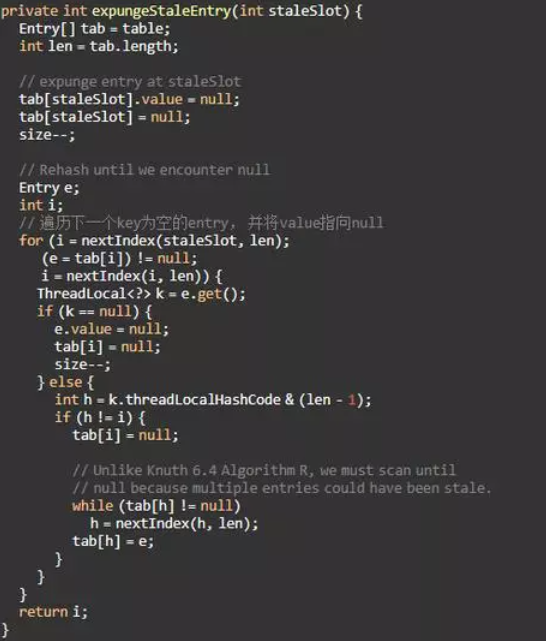 private int expungeStaleEntry(int staleSlot) {
Entry[] tab = table;
int len = tab.length;
// expunge entry at staleSlot
tab[staleSlot].value = null;
tab[staleSlot] = null;
size--;
// Rehash until we encounter null
Entry e;
int i;
// 遍历下一个key为空的entry，并将value指向null
for (i = nextIndex(staleSlot, len);
(e = tab[i]) != null;
i = nextIndex(i, len)) {
ThreadLocal<?> k = e.get();
if (k == null) {
e.value = null;
tab[i] = null;
size--;
} else {
int h = k.threadLocalHashCode & (len - 1);
if (h != i) {
tab[i] = null;
// Unlike Knuth 6.4 Algorithm R, we must scan until
// null because multiple entries could have been stale.
while (tab[h] != null)
h = nextIndex(h, len);
tab[h] = e;
}
}
}
return i;
}